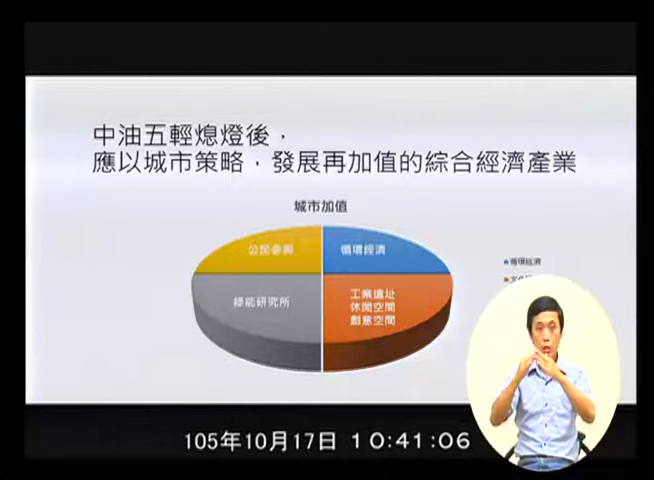 中油五輕熄燈後，
應以城市策略，發展再加值的綜合經濟產業
城市加值
公民參與
循環經濟
綠能研究所
工業遺址
休閒空間
創意空間
循環經濟
105年10月17日 10:41:06